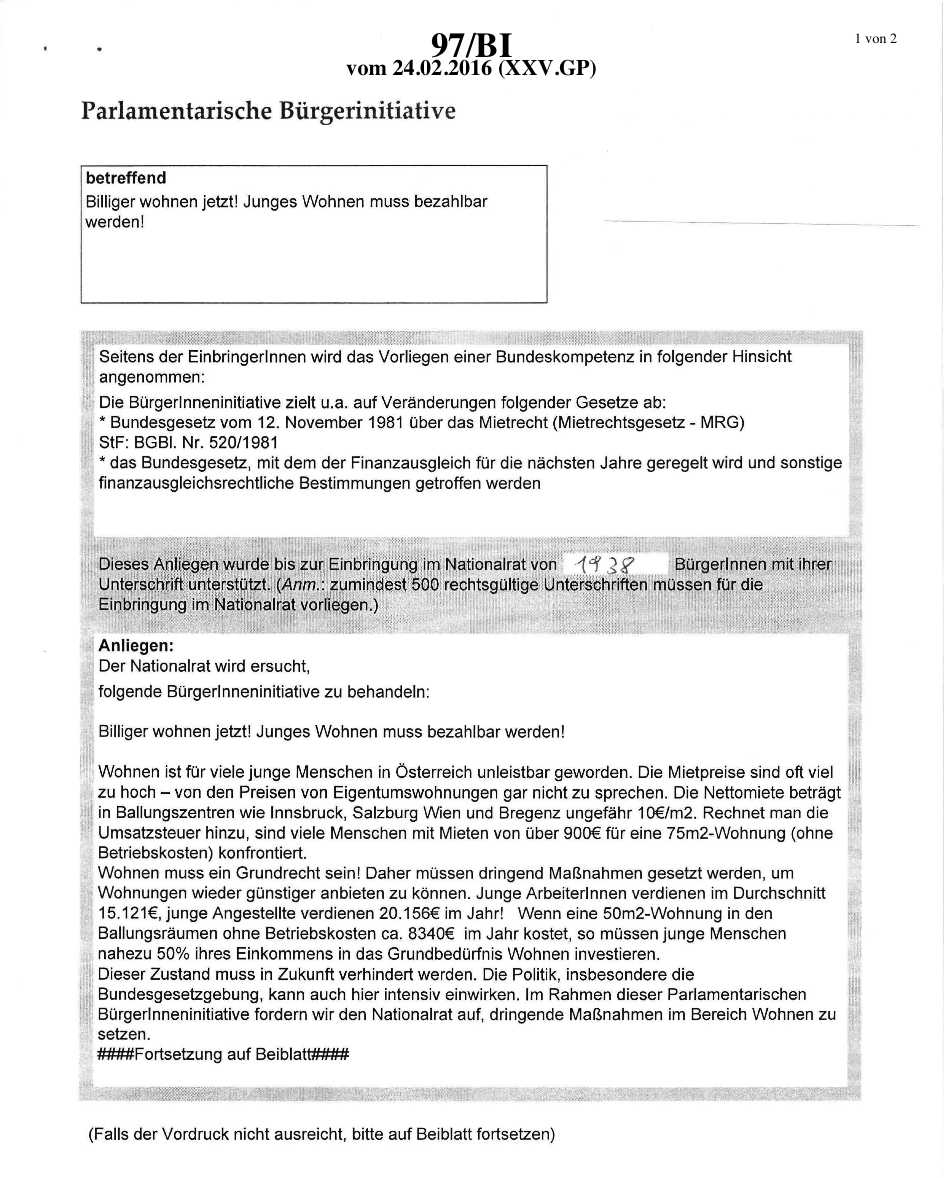 97/BI
vom 24.02.2016 (XXV.GP)
1 von 2
Parlamentarische Bürgerinitiative
betreffend
Billiger wohnen jetzt! Junges Wohnen muss bezahlbar
werden!
Seitens der EinbringerInnen wird das Vorliegen einer Bundeskompetenz in folgender Hinsicht
angenommen:
Die BürgerInneninitiative zielt u.a. auf Veränderungen folgender Gesetze ab:
* Bundesgesetz vom 12. November 1981 über das Mietrecht (Mietrechtsgesetz - MRG)
StF: BGBl. Nr. 520/1981
* das Bundesgesetz, mit dem der Finanzausgleich für die nächsten Jahre geregelt wird und sonstige
finanzausgleichsrechtliche Bestimmungen getroffen werden
Dieses Anliegen wurde bis zur Einbringung im Nationalrat von 1938 BürgerInnen mit ihrer
Unterschrift unterstützt. (Anm.: zumindest 500 rechtsgültige Unterschriften müssen für die
Einbringung im Nationalrat vorliegen.)
Anliegen:
Der Nationalrat wird ersucht,
folgende BürgerInneninitiative zu behandeln:
Billiger wohnen jetzt! Junges Wohnen muss bezahlbar werden!
Wohnen ist für viele junge Menschen in Österreich unleistbar geworden. Die Mietpreise sind oft viel
zu hoch – von den Preisen von Eigentumswohnungen gar nicht zu sprechen. Die Nettomiete beträgt
in Ballungszentren wie Innsbruck, Salzburg Wien und Bregenz ungefähr 10€/m2. Rechnet man die
Umsatzsteuer hinzu, sind viele Menschen mit Mieten von über 900€ für eine 75m2-Wohnung (ohne
Betriebskosten) konfrontiert.
Wohnen muss ein Grundrecht sein! Daher müssen dringend Maßnahmen gesetzt werden, um
Wohnungen wieder günstiger anbieten zu können. Junge ArbeiterInnen verdienen im Durchschnitt
15.121€, junge Angestellte verdienen 20.156€ im Jahr! Wenn eine 50m2-Wohnung in den
Ballungsräumen ohne Betriebskosten ca. 8340€ im Jahr kostet, so müssen junge Menschen
nahezu 50% ihres Einkommens in das Grundbedürfnis Wohnen investieren.
Dieser Zustand muss in Zukunft verhindert werden. Die Politik, insbesondere die
Bundesgesetzgebung, kann auch hier intensiv einwirken. Im Rahmen dieser Parlamentarischen
BürgerInneninitiative fordern wir den Nationalrat auf, dringende Maßnahmen im Bereich Wohnen zu
setzen.
####Fortsetzung auf Beiblatt####
(Falls der Vordruck nicht ausreicht, bitte auf Beiblatt fortsetzen)